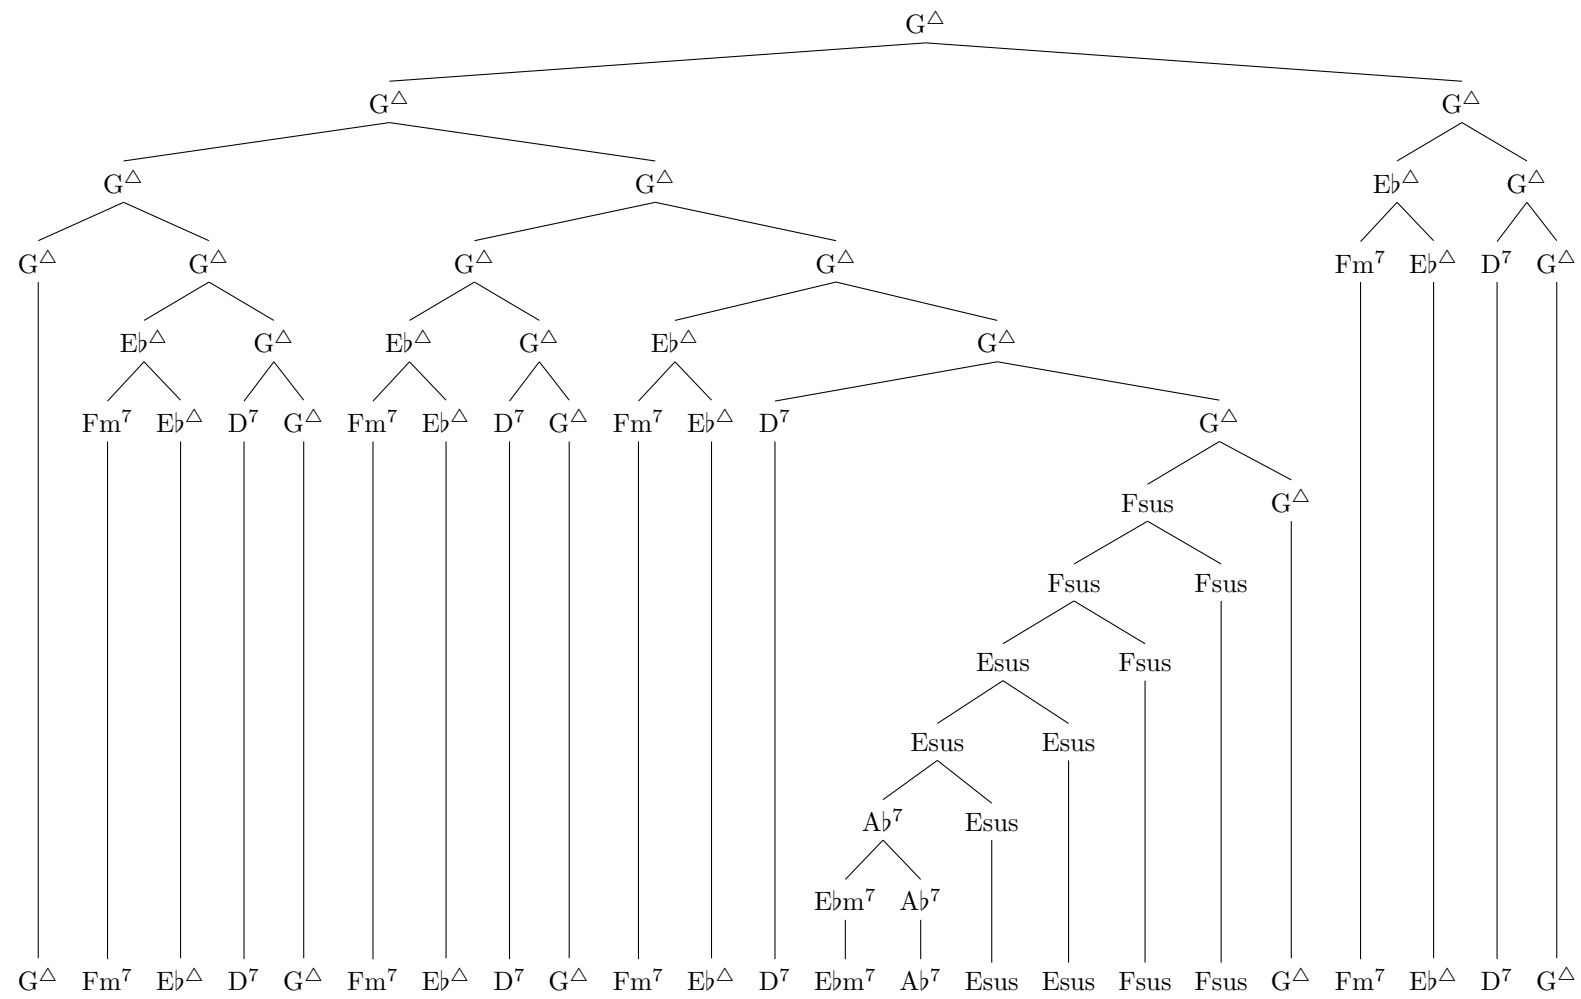 G△
G△ G△
G△ G△ E♭△ G△
G△ G△ G△ G△ Fm7 E♭△ D7 G△
E♭△ G△ E♭△ G△ E♭△ G△
Fm7 E♭△ D7 G△ Fm7 E♭△ D7 G△ Fm7 E♭△ D7 G△
Fsus G△
Fsus Fsus
Esus Fsus
Esus Esus
A♭7 Esus
E♭m7 A♭7
G△ Fm7 E♭△ D7 G△ Fm7 E♭△ D7 G△ Fm7 E♭△ D7 E♭m7 A♭7 Esus Esus Fsus Fsus G△ Fm7 E♭△ D7 G△